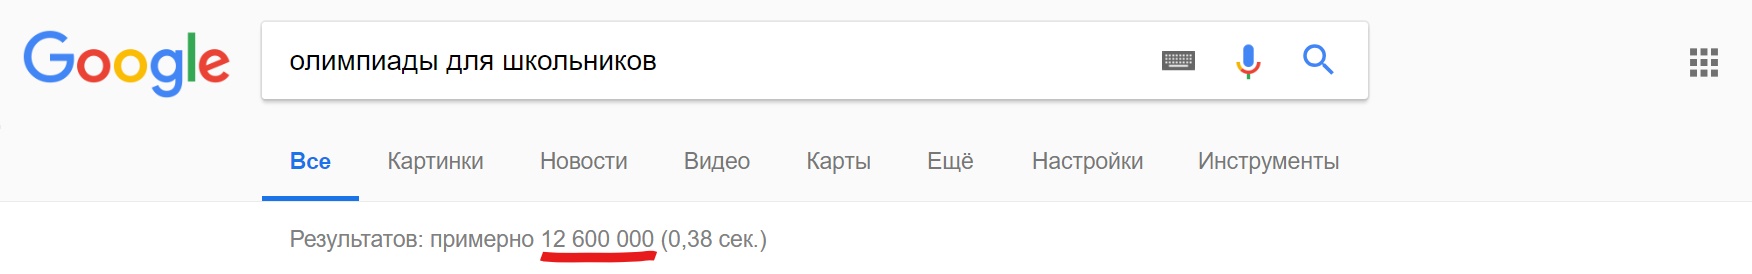 Google
олимпиады для школьников
Все Картинки Новости Видео Карты Ещё Настройки Инструменты
Результатов: примерно 12 600 000 (0,38 сек.)